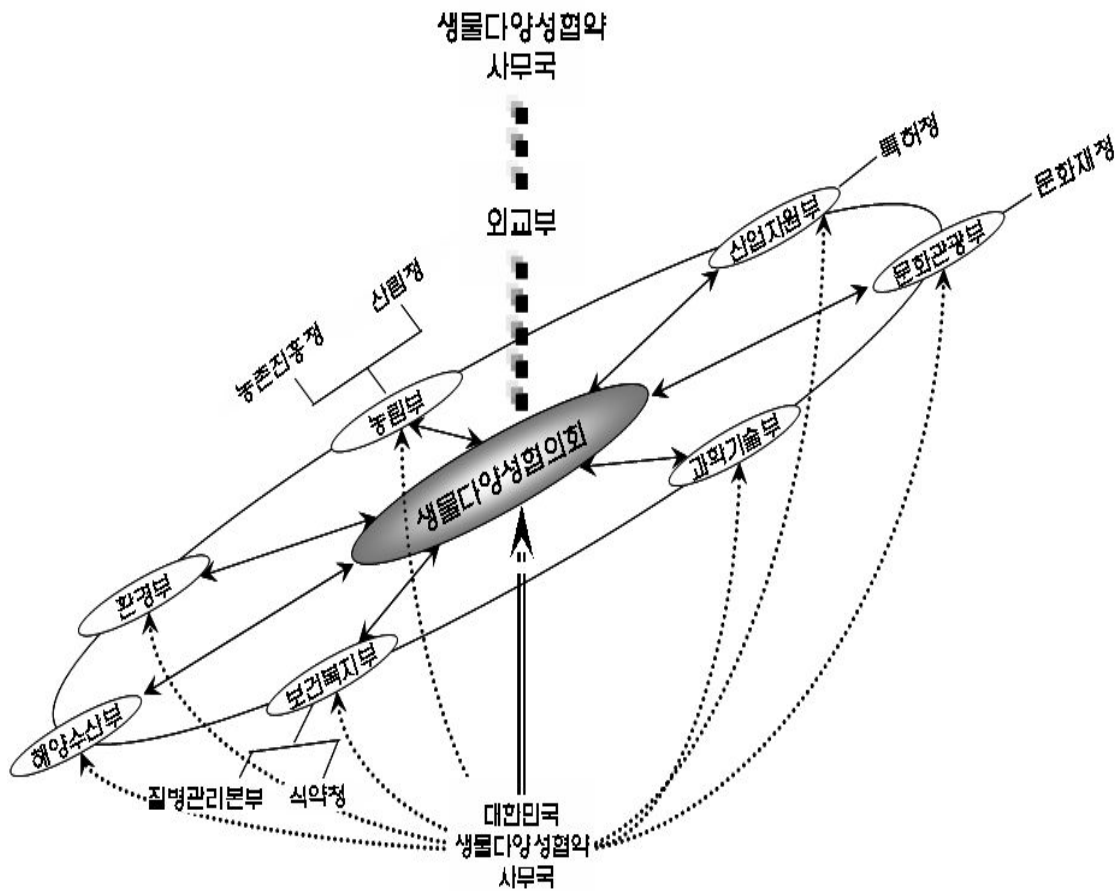 생물다양성협약
사무국
외교부
특허청
문화재청
산업자원부
문화관광부
산림청
농촌진흥청
농림부
생물다양성협의회
과학기술부
환경부
보건복지부
해양수산부
질병관리본부
식약청
대한민국
생물다양성협약
사무국